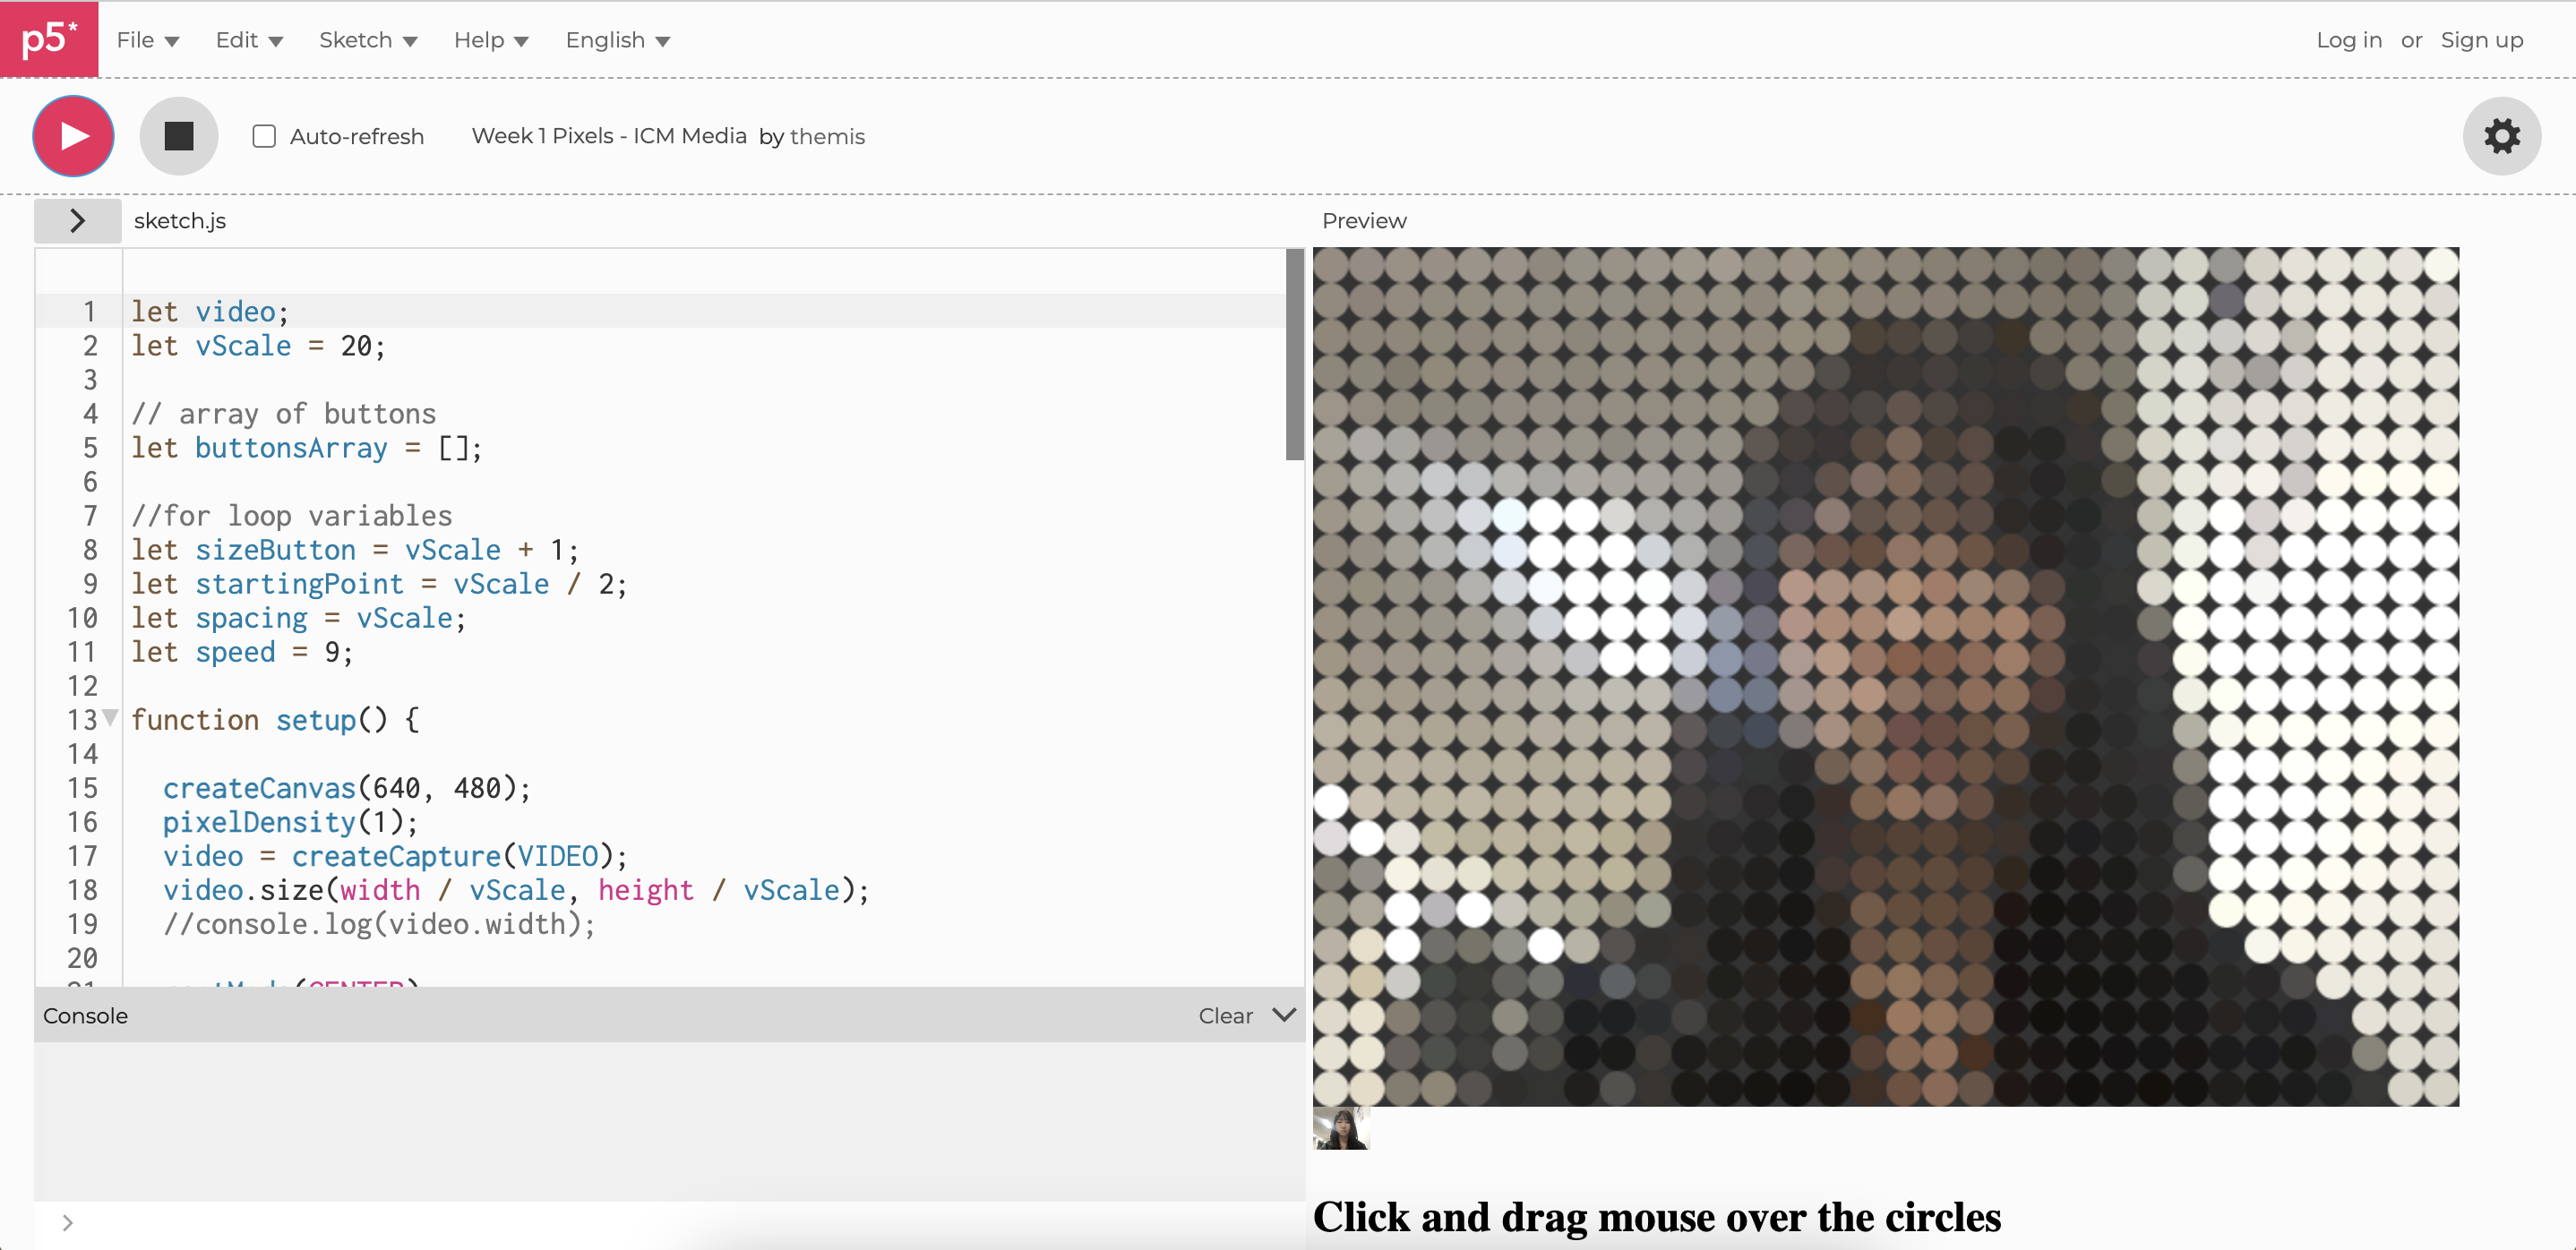 p5* File Edit Sketch Help English Log in or Sign up
Auto-refresh Week 1 Pixels - ICM Media by themis
sketch.js
Preview
1 let video;
2 let vScale = 20;
3
4 // array of buttons
5 let buttonsArray = [];
6
7 //for loop variables
8 let sizeButton = vScale + 1;
9 let startingPoint = vScale / 2;
10 let spacing = vScale;
11 let speed = 9;
12
13 function setup() {
14
15 createCanvas(640, 480);
16 pixelDensity(1);
17 video = createCapture(VIDEO);
18 video.size(width / vScale, height / vScale);
19 //console.log(video.width);
20
Console Clear
>
Click and drag mouse over the circles